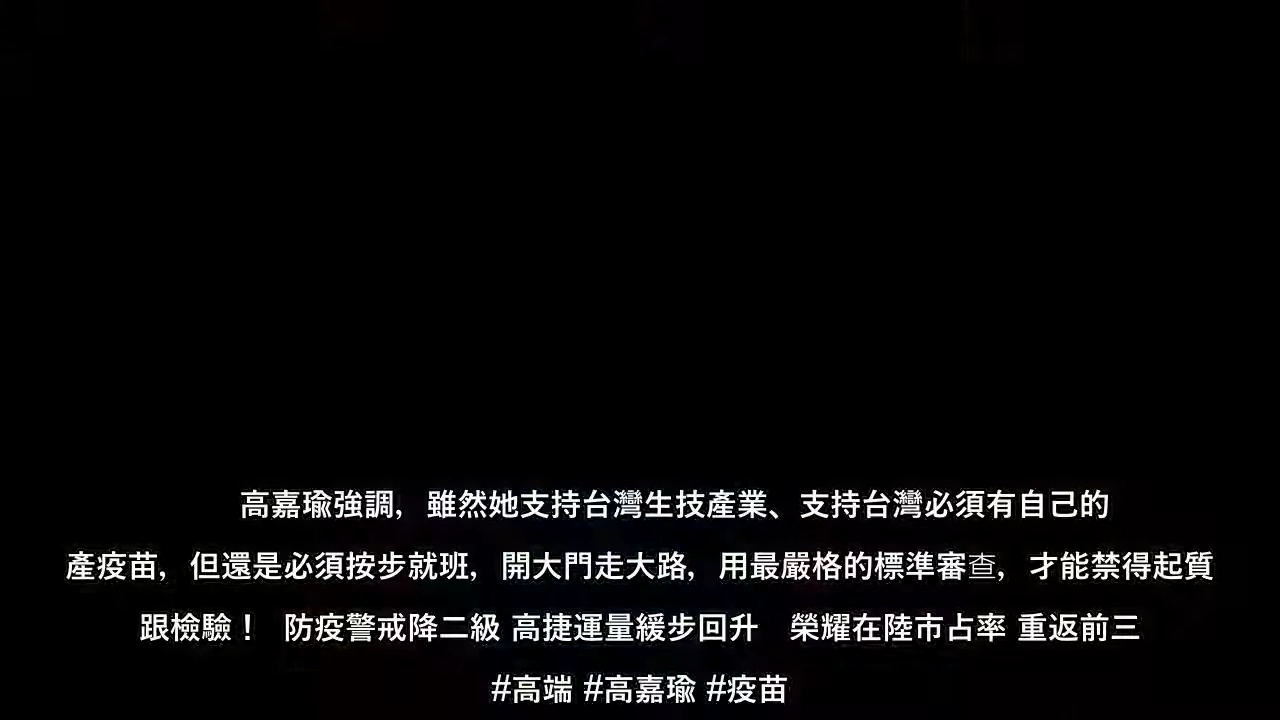 高嘉瑜強調，雖然她支持台灣生技產業、支持台灣必須有自己的
產疫苗，但還是必須按步就班，開大門走大路，用最嚴格的標準審查，才能禁得起質
跟檢驗！ 防疫警戒降二級 高捷運量緩步回升 榮耀在陸市占率 重返前三
#高端 #高嘉瑜 #疫苗